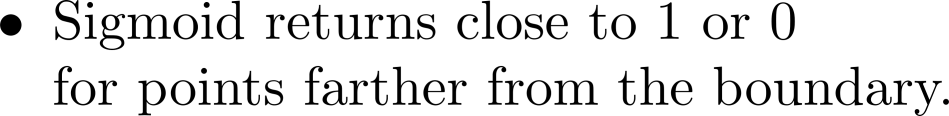 • Sigmoid returns close to 1 or 0
for points farther from the boundary.